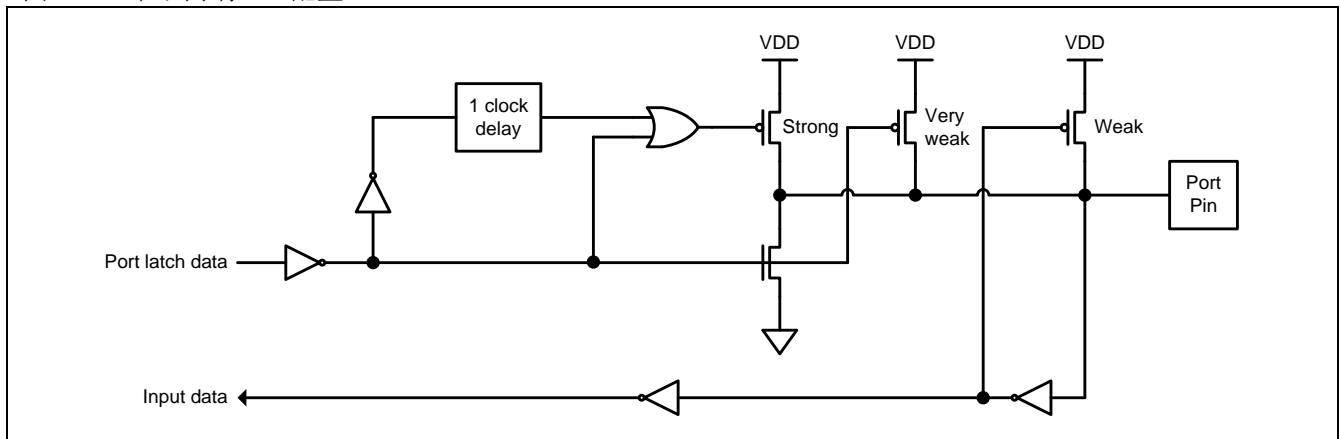 VDD
VDD
VDD
1 clock
delay
Strong
Very
weak
Weak
Port
Pin
Port latch data
Input data